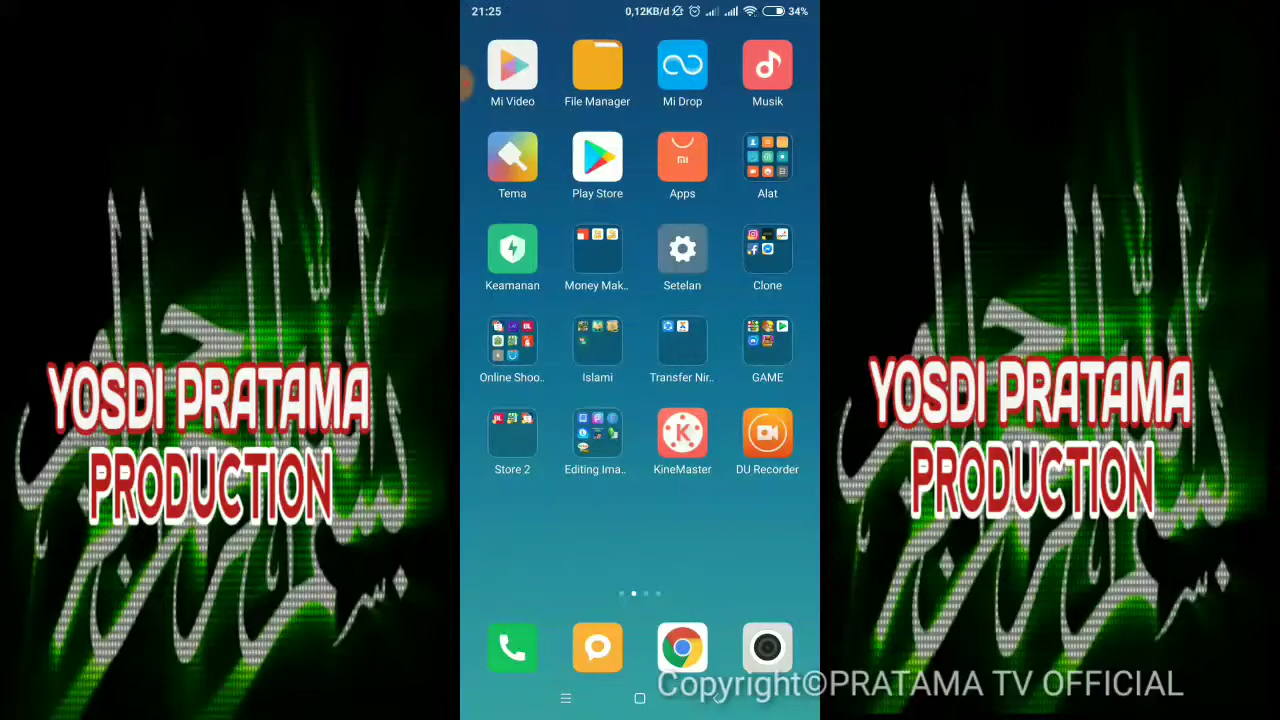 21:25
0,12KB/d
34%
Mi Video
File Manager
Mi Drop
Musik
Tema
Play Store
mi
Apps
Alat
Keamanan
Money Mak..
Setelan
Clone
Online Shoo..
Islami
Transfer Nir..
GAME
Store 2
Editing Ima..
K
KineMaster
DU Recorder
YOSDI PRATAMA
PRODUCTION
YOSDI PRATAMA
PRODUCTION
Copyright©PRATAMA TV OFFICIAL